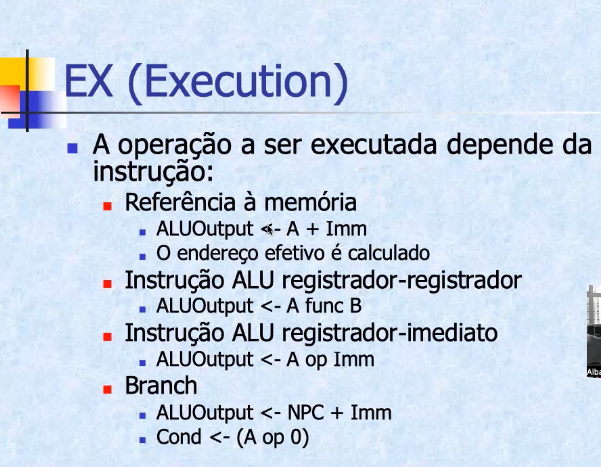 EX (Execution)
A operação a ser executada depende da
instrução:
Referência à memória
ALUOutput <- A + Imm
O endereço efetivo é calculado
Instrução ALU registrador-registrador
ALUOutput <- A func B
Instrução ALU registrador-imediato
ALUOutput <- A op Imm
Branch
ALUOutput <- NPC + Imm
Cond <- (A op 0)